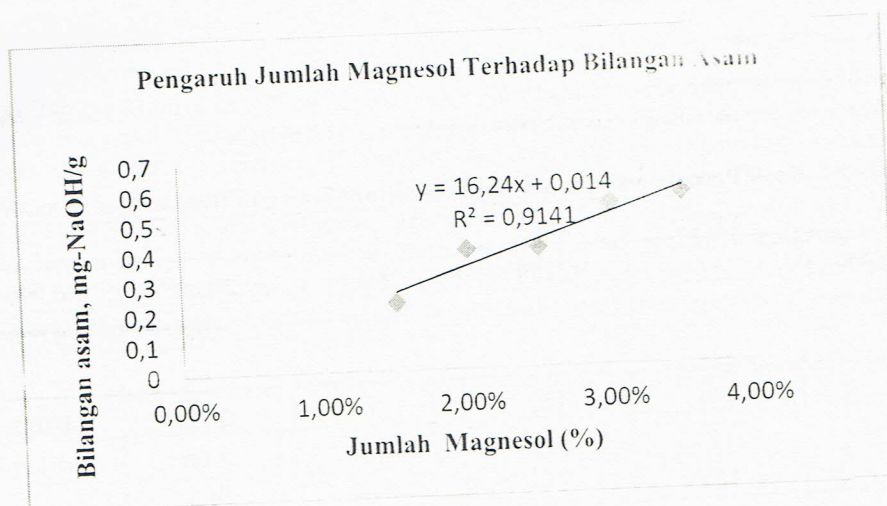 Pengaruh Jumlah Magnesol Terhadap Bilangan Asam
Bilangan asam, mg-NaOH/g
0,7
0,6
0,5
0,4
0,3
0,2
0,1
0
y = 16,24x + 0,014
R² = 0,9141
0,00%
1,00%
2,00%
3,00%
4,00%
Jumlah Magnesol (%)